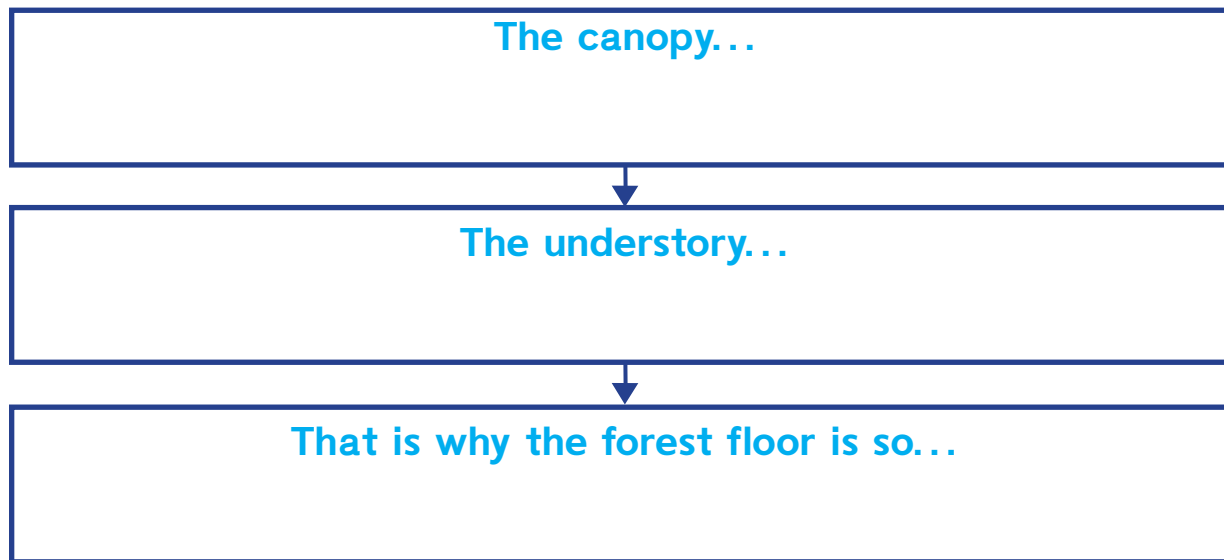 The canopy...
The understory...
That is why the forest floor is so...